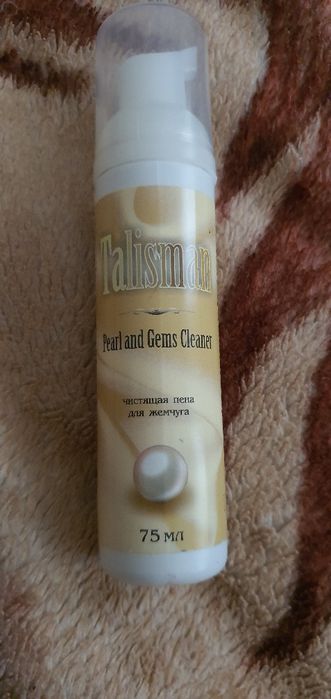 Talisman
Pearl and Gems Cleaner
чистящая пена
для жемчуга
75 мл